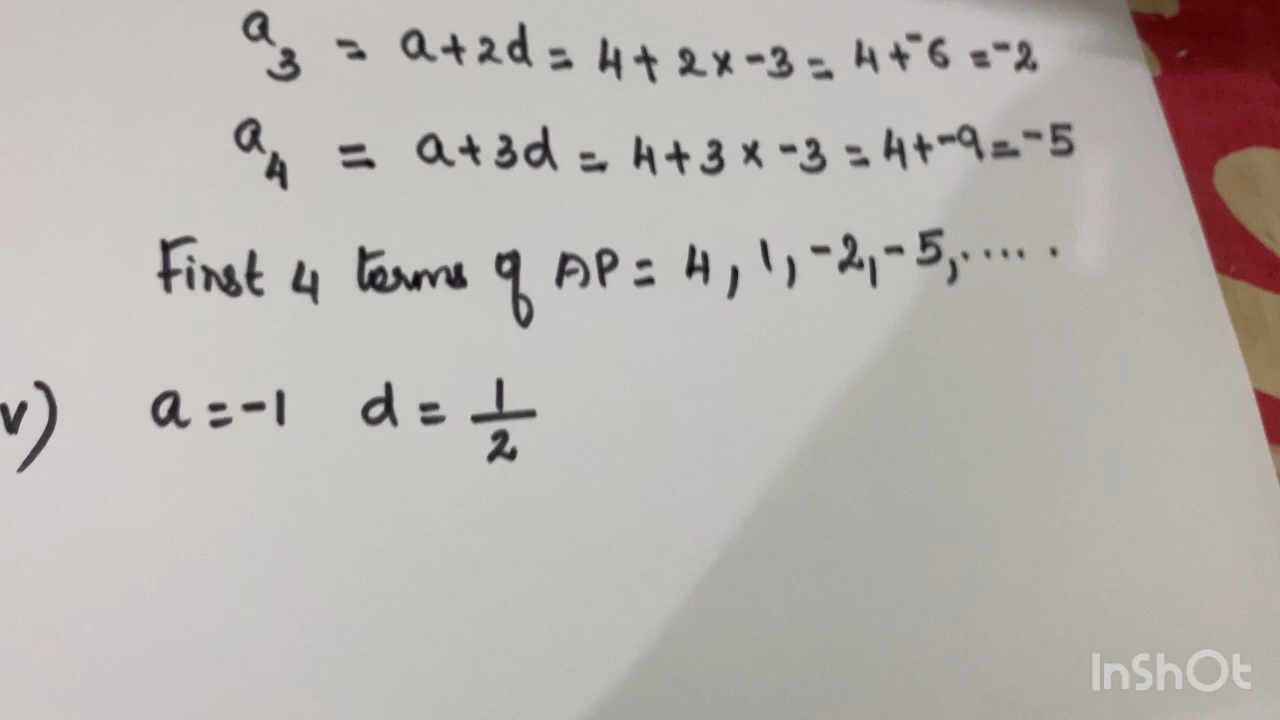 a₃ = a+2d = 4+2×-3 = 4+⁻6 = -2
a₄ = a+3d = 4+3×-3 = 4+-9 = -5
First 4 terms of AP = 4, 1, -2, -5, .....
v) a = -1 d = 1/2
InShOt